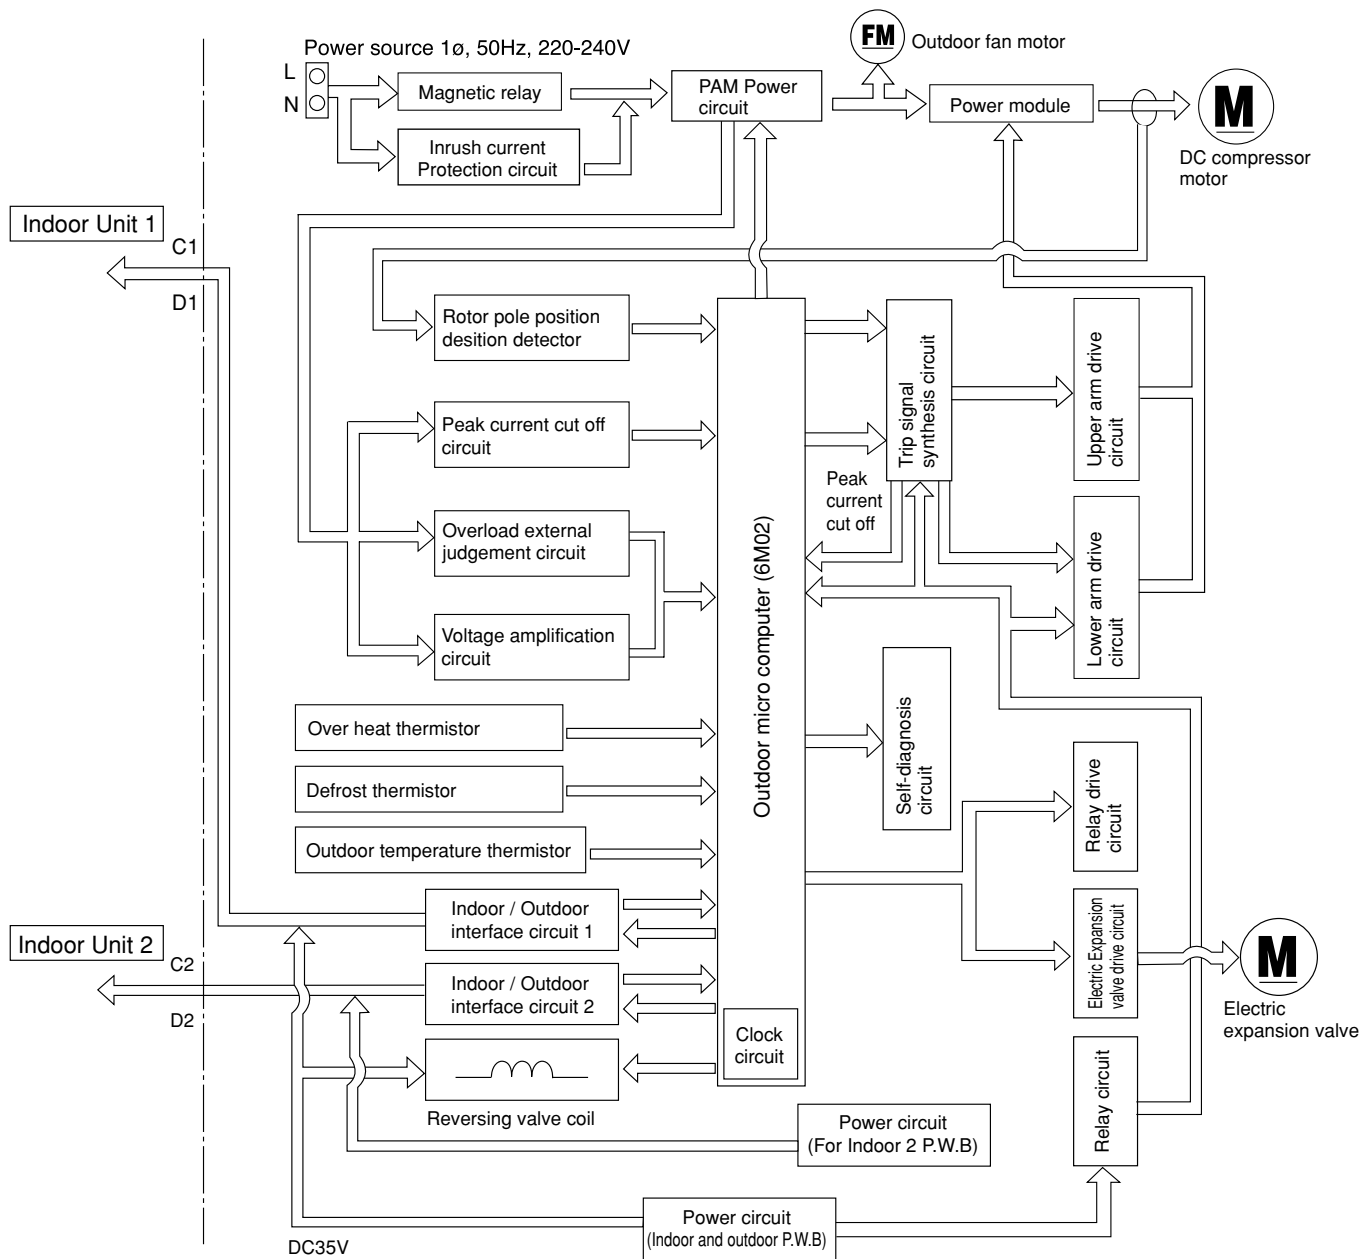 FM
Outdoor fan motor
Power source 1ø, 50Hz, 220-240V
L
N
Magnetic relay
PAM Power
circuit
Power module
M
DC compressor
motor
Inrush current
Protection circuit
Indoor Unit 1
C1
D1
Rotor pole position
desition detector
Peak current cut off
circuit
Overload external
judgement circuit
Voltage amplification
circuit
Over heat thermistor
Defrost thermistor
Outdoor temperature thermistor
Indoor / Outdoor
interface circuit 1
Indoor / Outdoor
interface circuit 2
Reversing valve coil
Outdoor micro computer (6M02)
Clock
circuit
Trip signal
synthesis circuit
Peak
current
cut off
Upper arm drive
circuit
Lower arm drive
circuit
Self-diagnosis
circuit
Relay drive
circuit
Electric Expansion
valve drive circuit
M
Electric
expansion valve
Relay circuit
Indoor Unit 2
C2
D2
Power circuit
(For Indoor 2 P.W.B)
Power circuit
(Indoor and outdoor P.W.B)
DC35V